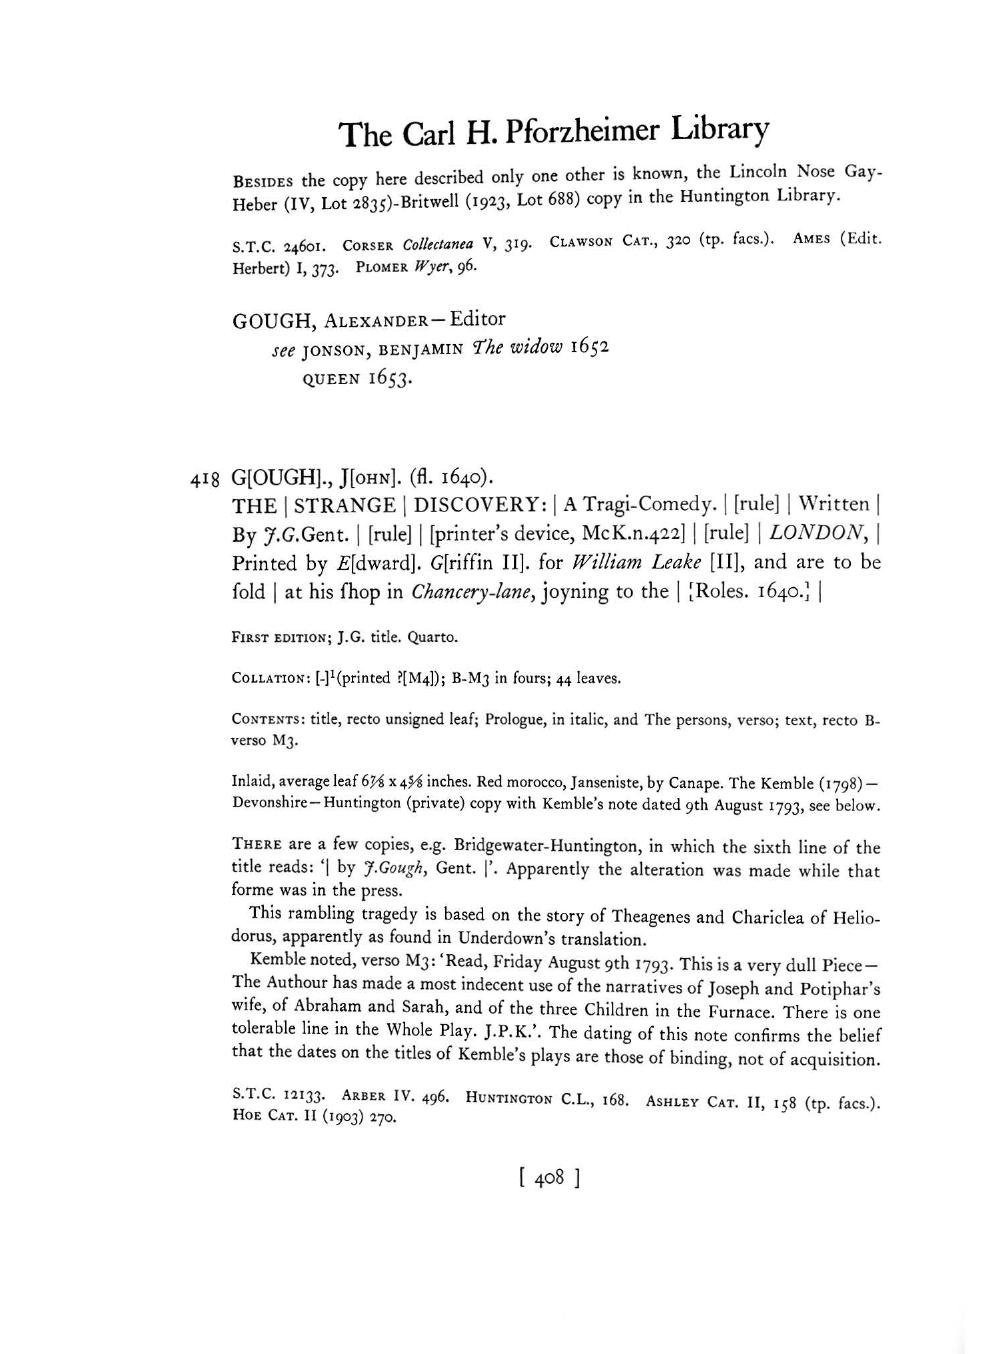 The Carl H. Pforzheimer Library
BESIDES the copy here described only one other is known, the Lincoln Nose Gay-
Heber (IV, Lot 2835)-Britwell (1923, Lot 688) copy in the Huntington Library.
S.T.C. 24601. CORSER Collectanea V, 319. CLAWSON CAT., 320 (tp. facs.). AMES (Edit.
Herbert) I, 373. PLOMER Wyer, 96.
GOUGH, ALEXANDER—Editor
see JONSON, BENJAMIN The widow 1652
QUEEN 1653.
418 G[OUGH]., J[OHN]. (fl. 1640).
THE | STRANGE | DISCOVERY: | A Tragi-Comedy. | [rule] | Written |
By J.G.Gent. | [rule] | [printer's device, McK.n.422] | [rule] | LONDON, |
Printed by E[dward]. G[riffin II]. for William Leake [II], and are to be
ſold | at his ſhop in Chancery-lane, joyning to the | [Roles. 1640.] |
FIRST EDITION; J.G. title. Quarto.
COLLATION: [-]¹(printed ?[M4]); B-M3 in fours; 44 leaves.
CONTENTS: title, recto unsigned leaf; Prologue, in italic, and The persons, verso; text, recto B-
verso M3.
Inlaid, average leaf 6⅞ x 4⅝ inches. Red morocco, Janseniste, by Canape. The Kemble (1798)—
Devonshire—Huntington (private) copy with Kemble's note dated 9th August 1793, see below.
THERE are a few copies, e.g. Bridgewater-Huntington, in which the sixth line of the
title reads: '| by J.Gough, Gent. |'. Apparently the alteration was made while that
forme was in the press.
This rambling tragedy is based on the story of Theagenes and Chariclea of Helio-
dorus, apparently as found in Underdown's translation.
Kemble noted, verso M3: 'Read, Friday August 9th 1793. This is a very dull Piece—
The Authour has made a most indecent use of the narratives of Joseph and Potiphar's
wife, of Abraham and Sarah, and of the three Children in the Furnace. There is one
tolerable line in the Whole Play. J.P.K.'. The dating of this note confirms the belief
that the dates on the titles of Kemble's plays are those of binding, not of acquisition.
S.T.C. 12133. ARBER IV. 496. HUNTINGTON C.L., 168. ASHLEY CAT. II, 158 (tp. facs.).
HOE CAT. II (1903) 270.
[ 408 ]